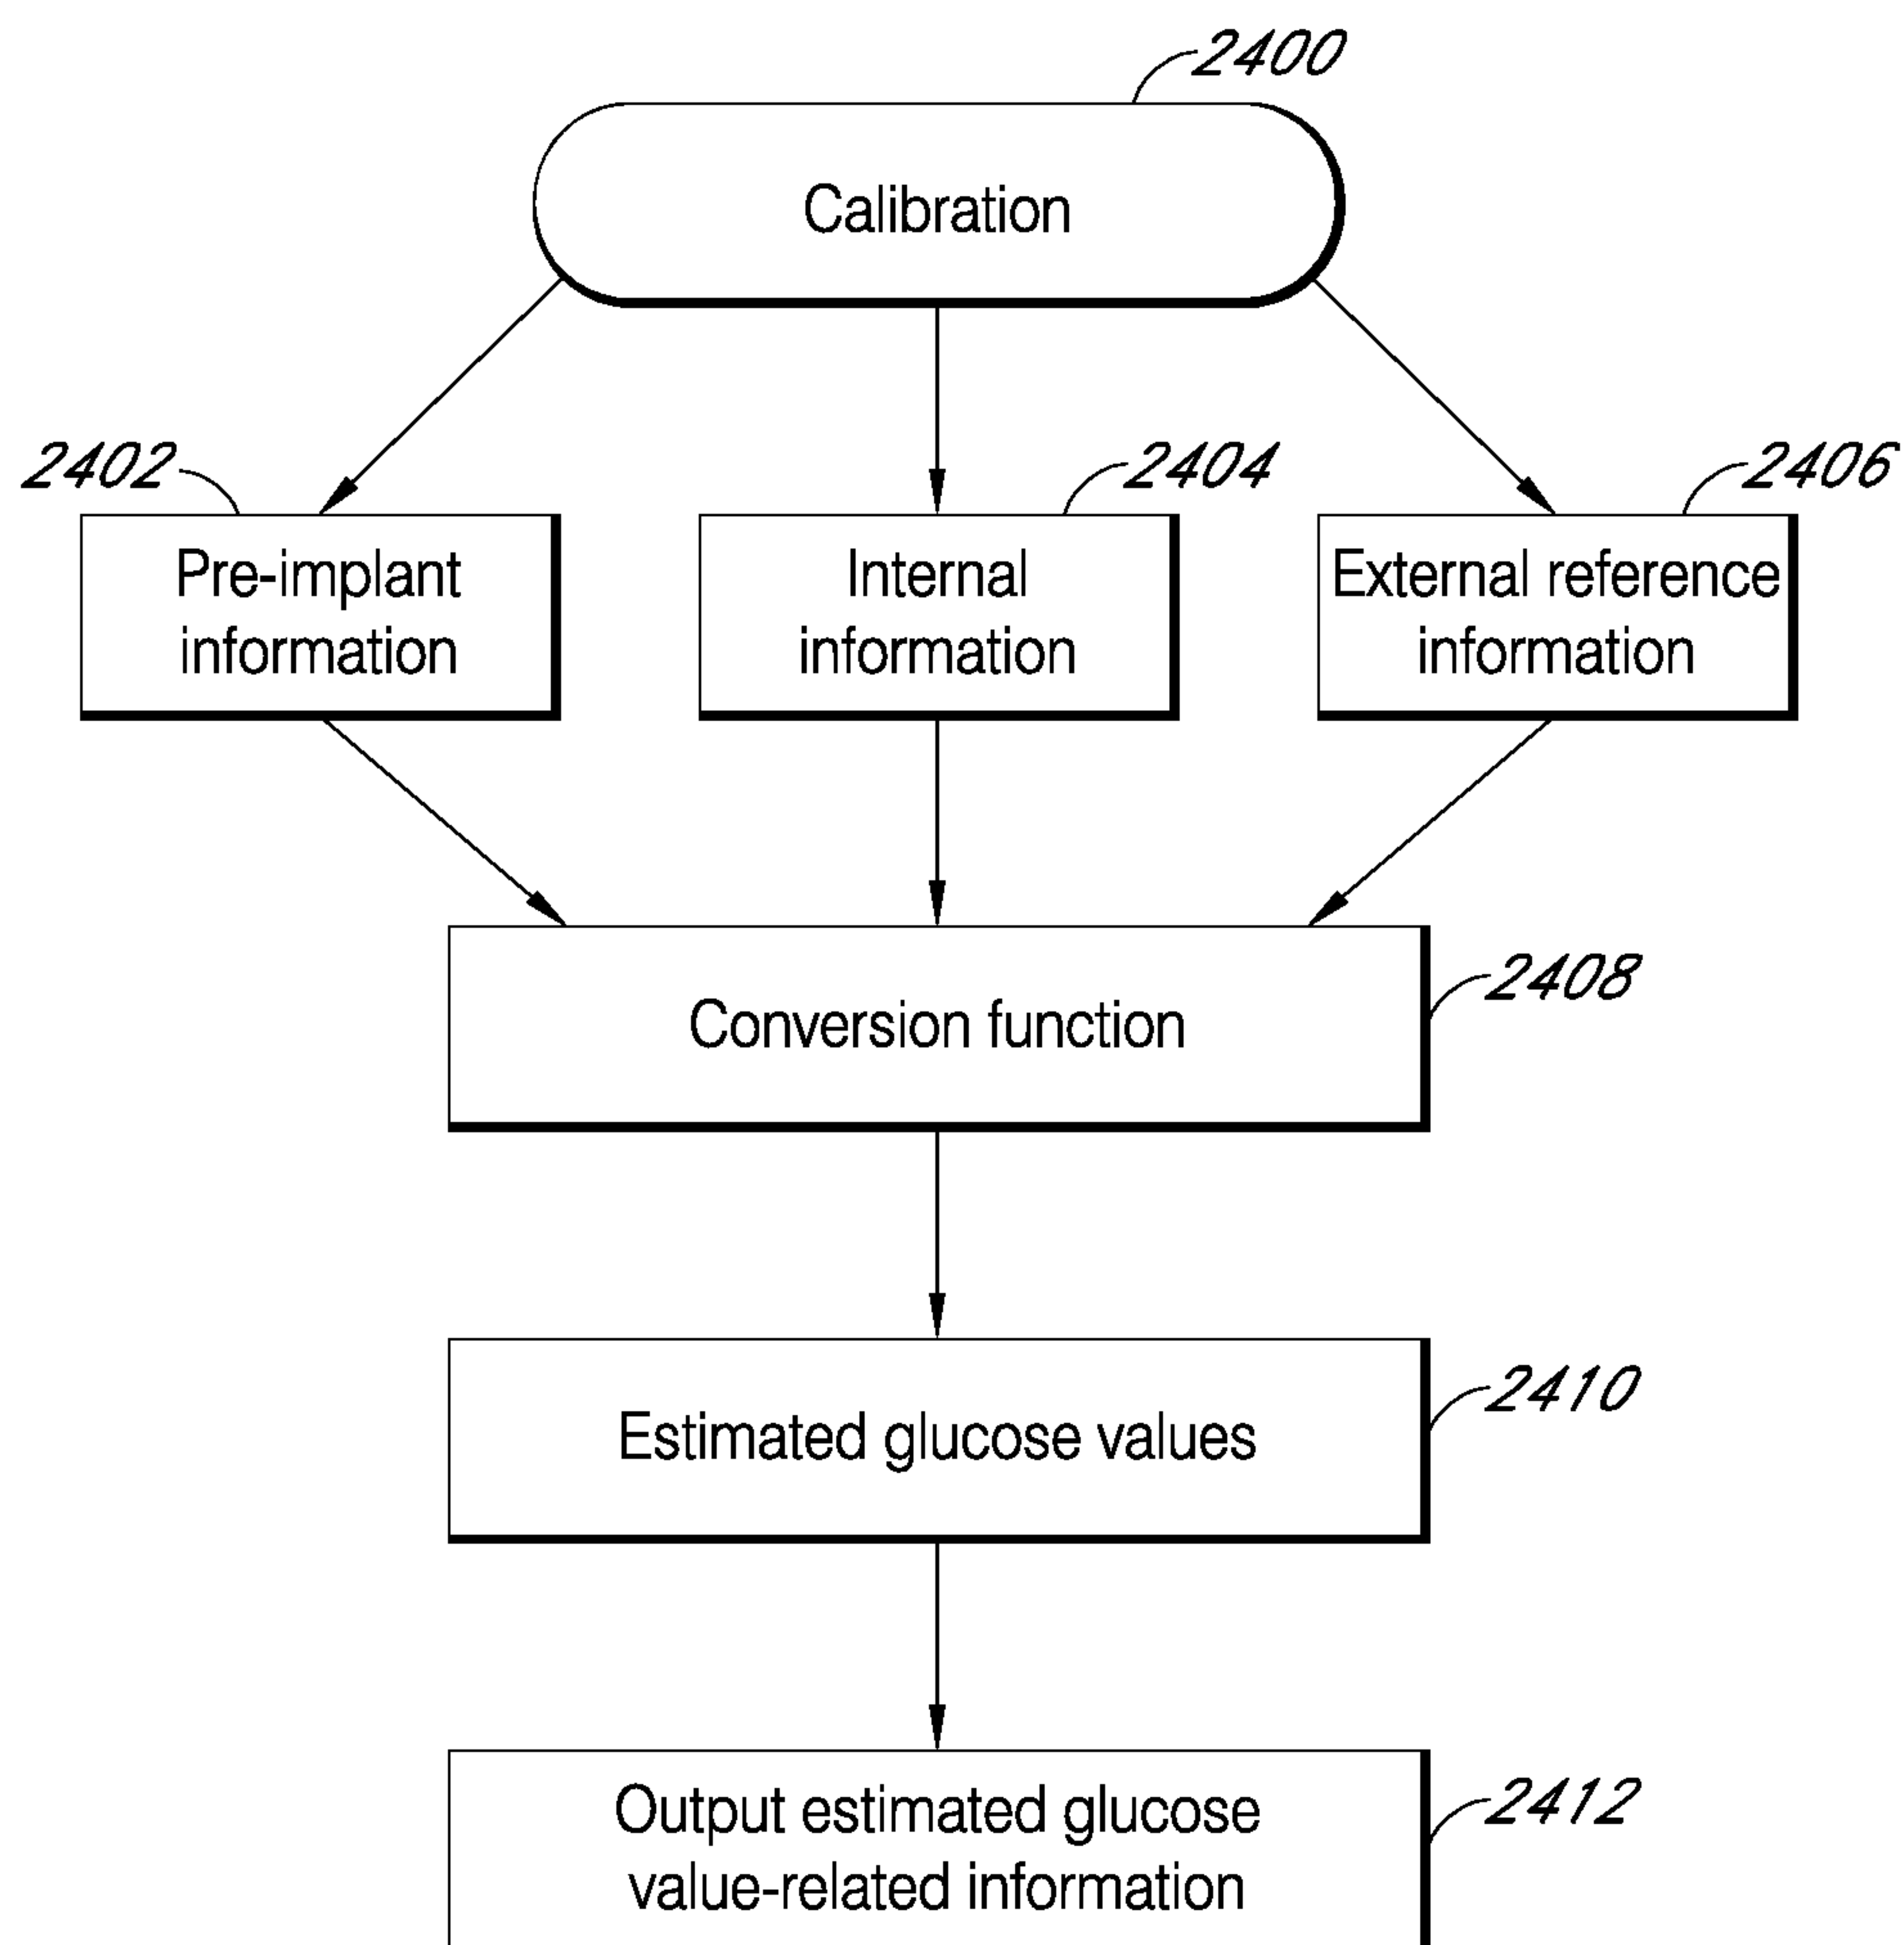 2400
Calibration
2402
2404
2406
Pre-implant
information
Internal
information
External reference
information
Conversion function
2408
Estimated glucose values
2410
Output estimated glucose
value-related information
2412